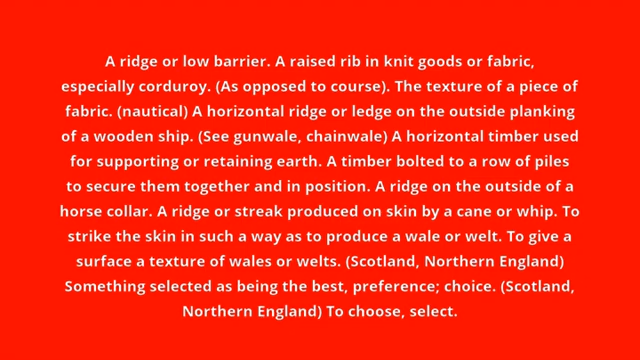 A ridge or low barrier. A raised rib in knit goods or fabric,
especially corduroy. (As opposed to course). The texture of a piece of
fabric. (nautical) A horizontal ridge or ledge on the outside planking
of a wooden ship. (See gunwale, chainwale) A horizontal timber used
for supporting or retaining earth. A timber bolted to a row of piles
to secure them together and in position. A ridge on the outside of a
horse collar. A ridge or streak produced on skin by a cane or whip. To
strike the skin in such a way as to produce a wale or welt. To give a
surface a texture of wales or welts. (Scotland, Northern England)
Something selected as being the best, preference; choice. (Scotland,
Northern England) To choose, select.